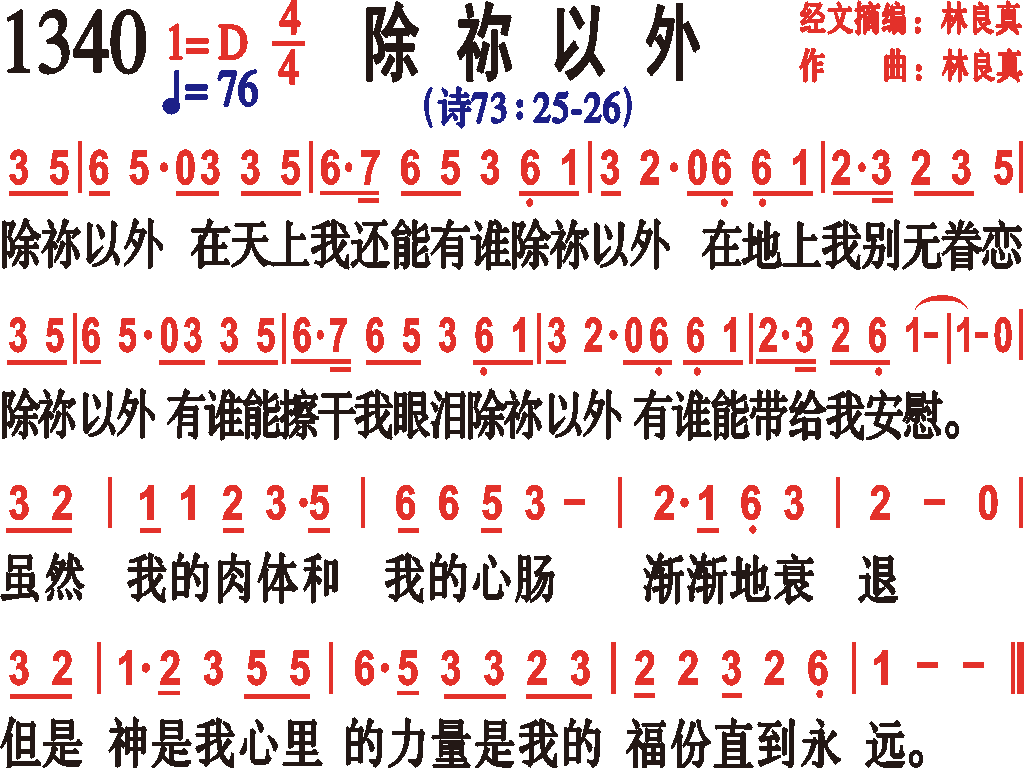 1340 1=D 4/4 除祢以外 经文摘编：林良真
♩=76 (诗73：25-26) 作 曲：林良真
3 5|6 5·03 3 5|6·7 6 5 3 6 1|3 2·06 6 1|2·3 2 3 5|
除祢以外 在天上我还能有谁除祢以外 在地上我别无眷恋
3 5|6 5·03 3 5|6·7 6 5 3 6 1|3 2·06 6 1|2·3 2 6 1-|1-0|
除祢以外 有谁能擦干我眼泪除祢以外 有谁能带给我安慰。
3 2 | 1 1 2 3·5 | 6 6 5 3 - | 2·1 6 3 | 2 - 0 |
虽然 我的肉体和 我的心肠 渐渐地衰 退
3 2 | 1·2 3 5 5 | 6·5 3 3 2 3 | 2 2 3 2 6 | 1 - - ‖
但是 神是我心里 的力量是我的 福份直到永 远。